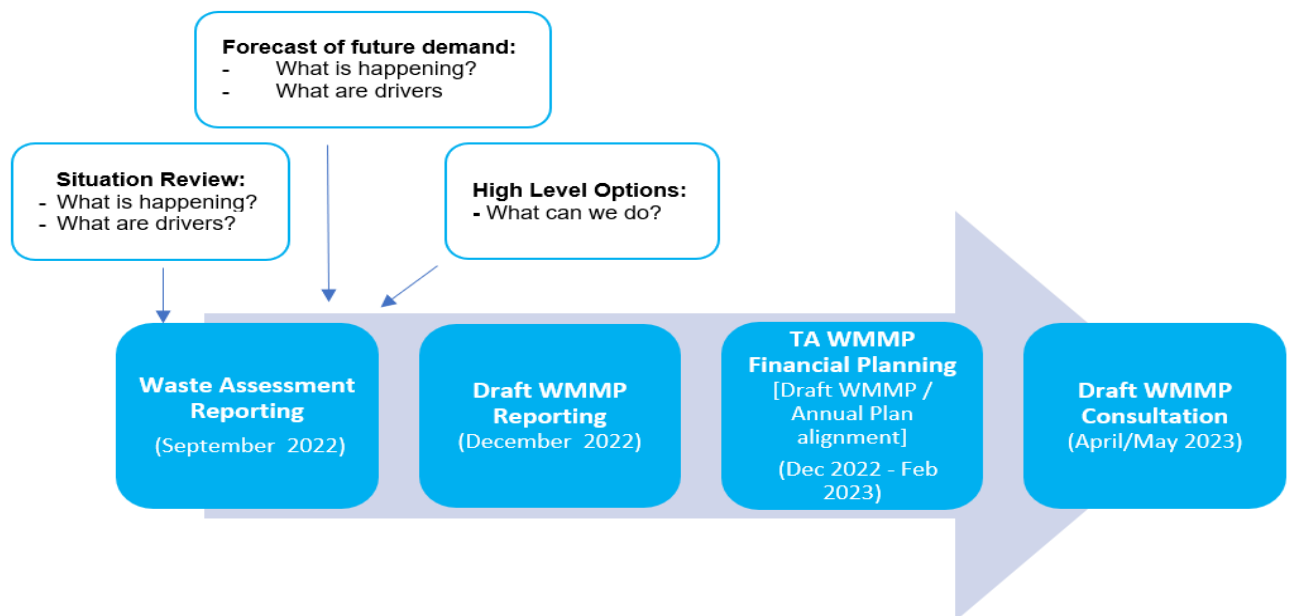 Forecast of future demand:
- What is happening?
- What are drivers
Situation Review:
- What is happening?
- What are drivers?
High Level Options:
- What can we do?
Waste Assessment
Reporting
(September 2022)
Draft WMMP
Reporting
(December 2022)
TA WMMP
Financial Planning
[Draft WMMP /
Annual Plan
alignment]
(Dec 2022 - Feb
2023)
Draft WMMP
Consultation
(April/May 2023)